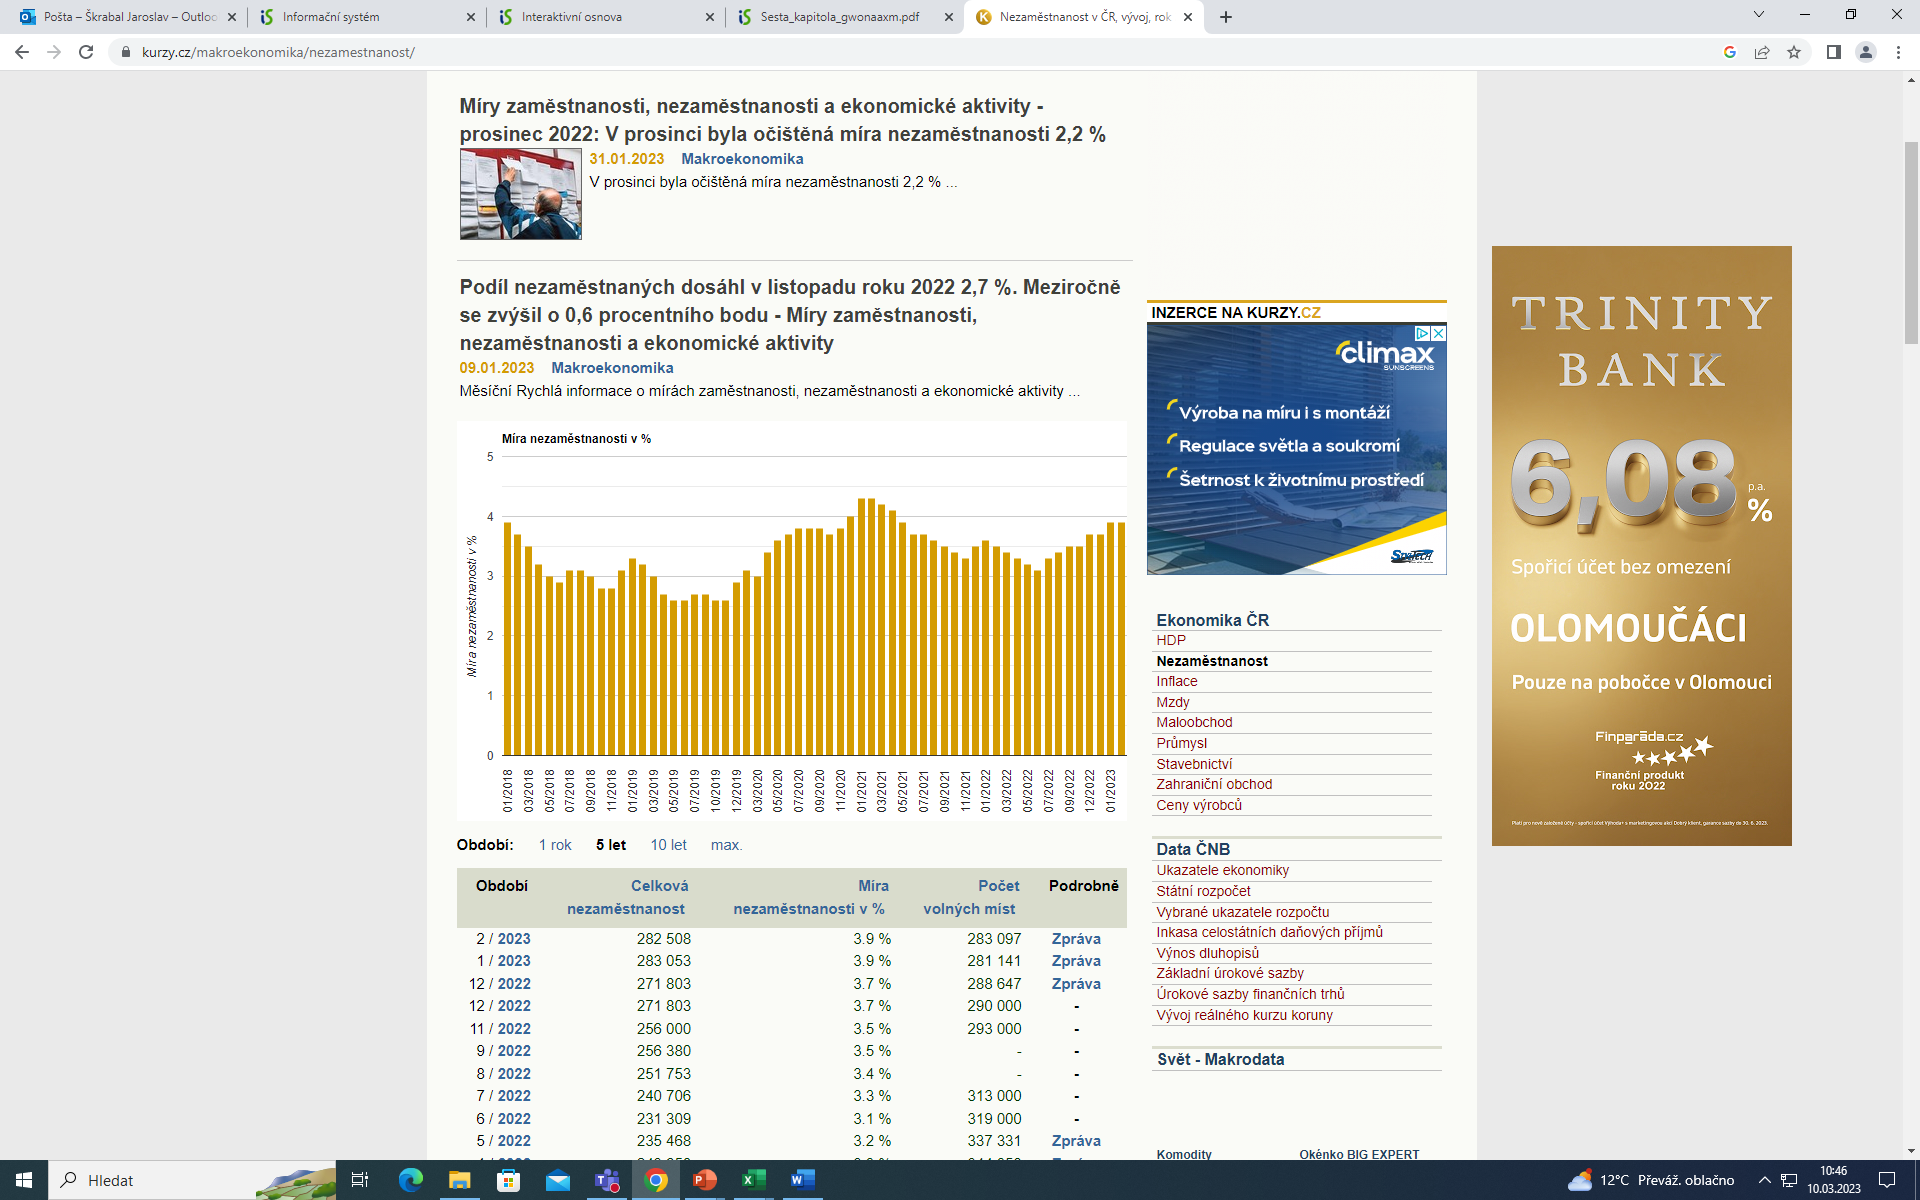 Pošta – Škrabal Jaroslav – Outloo
Informační systém
Interaktivní osnova
Sesta_kapitola_gwonaaxm.pdf
Nezaměstnanost v ČR, vývoj, rok
kurzy.cz/makroekonomika/nezamestnanost/
Míry zaměstnanosti, nezaměstnanosti a ekonomické aktivity -
prosinec 2022: V prosinci byla očištěná míra nezaměstnanosti 2,2 %
31.01.2023 Makroekonomika
V prosinci byla očištěná míra nezaměstnanosti 2,2 % ...
Podíl nezaměstnaných dosáhl v listopadu roku 2022 2,7 %. Meziročně
se zvýšil o 0,6 procentního bodu - Míry zaměstnanosti,
nezaměstnanosti a ekonomické aktivity
09.01.2023 Makroekonomika
Měsíční Rychlá informace o mírách zaměstnanosti, nezaměstnanosti a ekonomické aktivity ...
Míra nezaměstnanosti v %
Míra nezaměstnanosti v %
5
4
3
2
1
0
01/2018
03/2018
05/2018
07/2018
09/2018
11/2018
01/2019
03/2019
05/2019
07/2019
10/2019
12/2019
03/2020
05/2020
07/2020
09/2020
11/2020
01/2021
03/2021
05/2021
07/2021
09/2021
11/2021
01/2022
03/2022
05/2022
07/2022
09/2022
12/2022
01/2023
Období: 1 rok 5 let 10 let max.
Období Celková Míra Počet Podrobně
nezaměstnanost nezaměstnanosti v % volných míst
2 / 2023 282 508 3.9 % 283 097 Zpráva
1 / 2023 283 053 3.9 % 281 141 Zpráva
12 / 2022 271 803 3.7 % 288 647 Zpráva
12 / 2022 271 803 3.7 % 290 000 -
11 / 2022 256 000 3.5 % 293 000 -
9 / 2022 256 380 3.5 % - -
8 / 2022 251 753 3.4 % - -
7 / 2022 240 706 3.3 % 313 000 -
6 / 2022 231 309 3.1 % 319 000 -
5 / 2022 235 468 3.2 % 337 331 Zpráva
INZERCE NA KURZY.CZ
climax
SUNSCREENS
Výroba na míru i s montáží
Regulace světla a soukromí
Šetrnost k životnímu prostředí
Ekonomika ČR
HDP
Nezaměstnanost
Inflace
Mzdy
Maloobchod
Průmysl
Stavebnictví
Zahraniční obchod
Ceny výrobců
Data ČNB
Ukazatele ekonomiky
Státní rozpočet
Vybrané ukazatele rozpočtu
Inkasa celostátních daňových příjmů
Výnos dluhopisů
Základní úrokové sazby
Úrokové sazby finančních trhů
Vývoj reálného kurzu koruny
Svět - Makrodata
Komodity Okénko BIG EXPERT
TRINITY
BANK
6,08 p.a.
%
Spořicí účet bez omezení
OLOMOUČÁCI
Pouze na pobočce v Olomouci
Finparáda.cz
Finanční produkt
roku 2022
Hledat
12°C Převáž. oblačno
10:46
10.03.2023